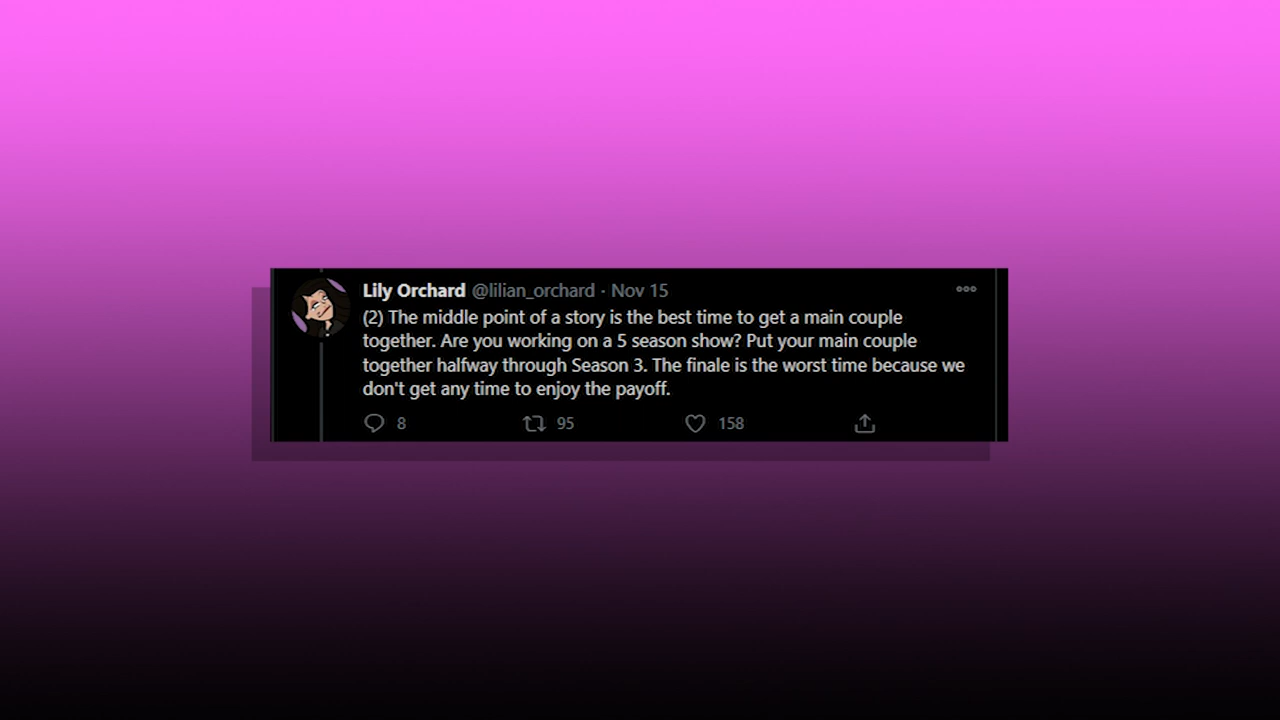 Lily Orchard @lilian_orchard · Nov 15
(2) The middle point of a story is the best time to get a main couple
together. Are you working on a 5 season show? Put your main couple
together halfway through Season 3. The finale is the worst time because we
don't get any time to enjoy the payoff.
8 95 158